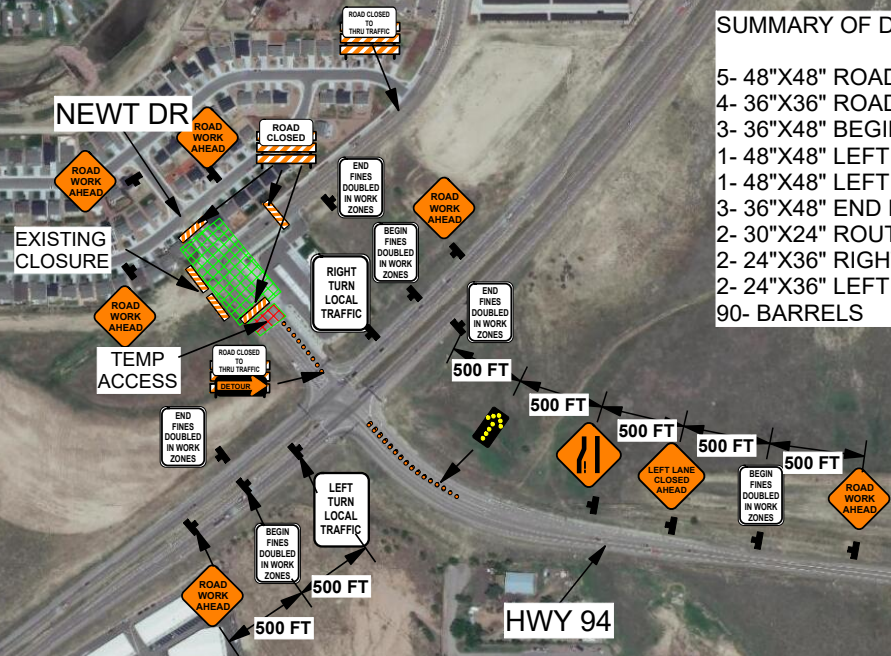 ROAD CLOSED
TO
THRU TRAFFIC
SUMMARY OF D
5- 48"X48" ROAD
4- 36"X36" ROAD
3- 36"X48" BEGIN
1- 48"X48" LEFT
1- 48"X48" LEFT
3- 36"X48" END
2- 30"X24" ROUT
2- 24"X36" RIGH
2- 24"X36" LEFT
90- BARRELS
NEWT DR
ROAD
WORK
AHEAD
ROAD
CLOSED
ROAD
WORK
AHEAD
END
FINES
DOUBLED
IN WORK
ZONES
ROAD
WORK
AHEAD
BEGIN
FINES
DOUBLED
IN WORK
ZONES
EXISTING
CLOSURE
RIGHT
TURN
LOCAL
TRAFFIC
END
FINES
DOUBLED
IN WORK
ZONES
ROAD
WORK
AHEAD
TEMP
ACCESS
ROAD CLOSED
TO
THRU TRAFFIC
DETOUR
500 FT
500 FT
500 FT
500 FT
500 FT
END
FINES
DOUBLED
IN WORK
ZONES
LEFT LANE
CLOSED
AHEAD
BEGIN
FINES
DOUBLED
IN WORK
ZONES
ROAD
WORK
AHEAD
LEFT
TURN
LOCAL
TRAFFIC
BEGIN
FINES
DOUBLED
IN WORK
ZONES
ROAD
WORK
AHEAD
500 FT
500 FT
HWY 94